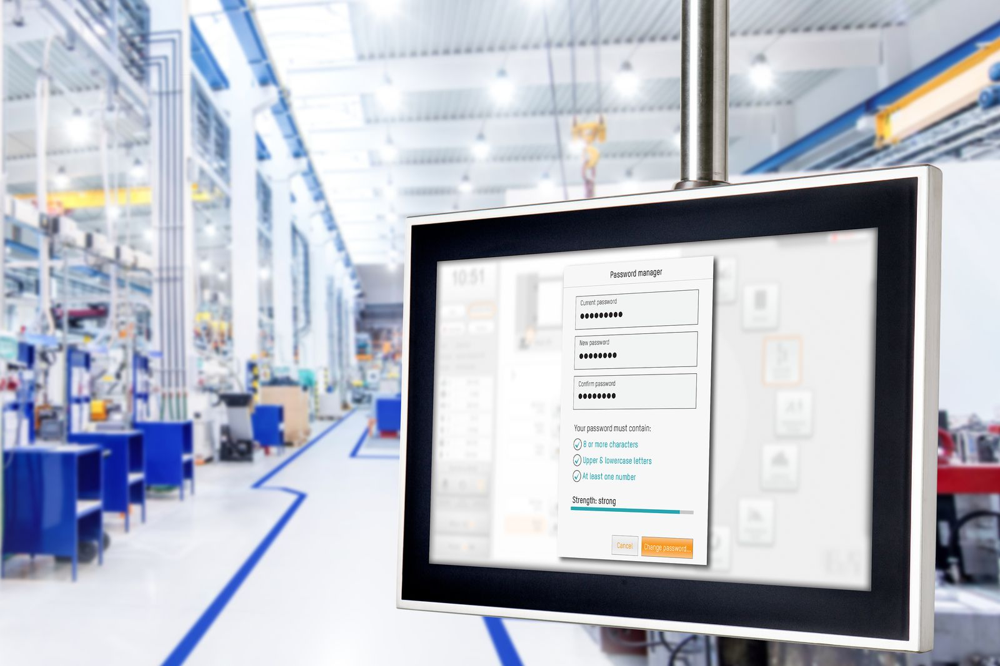 10:51
Password manager
Current password
●●●●●●●●●
New password
●●●●●●●●
Confirm password
●●●●●●●●
Your password must contain:
8 or more characters
Upper & lowercase letters
At least one number
Strength: strong
Cancel
Change password...